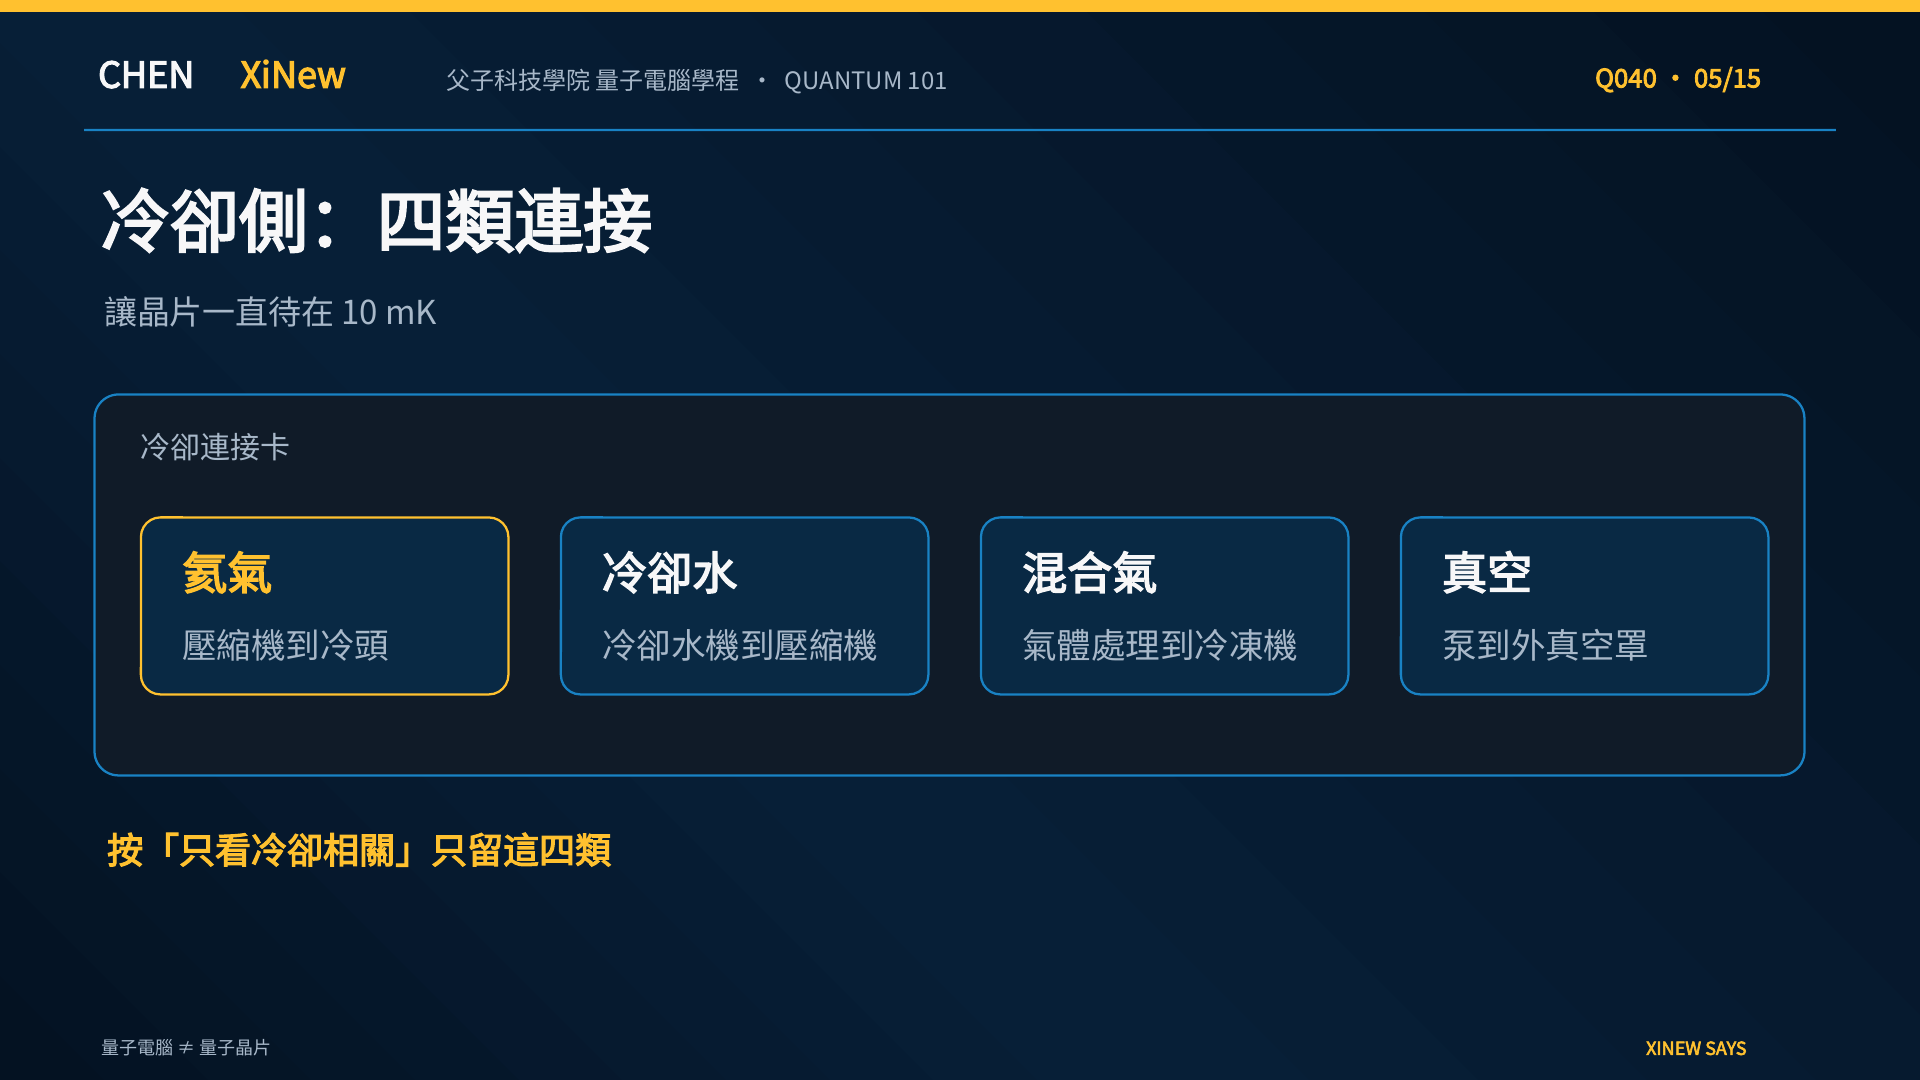 CHEN XiNew 父子科技學院 量子電腦學程 ・ QUANTUM 101 Q040 ・ 05/15
冷卻側：四類連接
讓晶片一直待在 10 mK
冷卻連接卡
氦氣
壓縮機到冷頭
冷卻水
冷卻水機到壓縮機
混合氣
氣體處理到冷凍機
真空
泵到外真空罩
按「只看冷卻相關」只留這四類
量子電腦 ≠ 量子晶片
XINEW SAYS